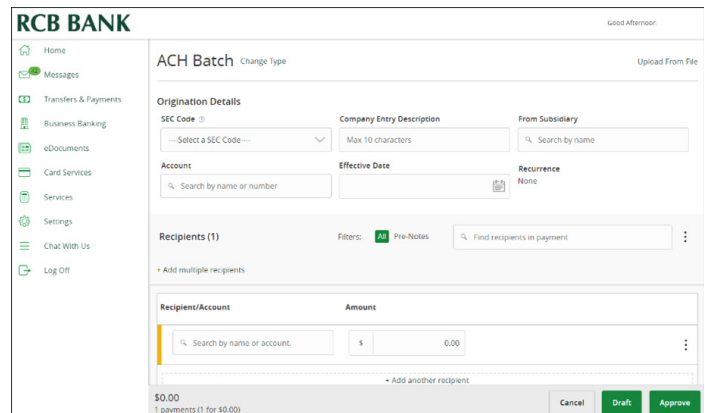 RCB BANK
Good Afternoon
Home
42
Messages
Transfers & Payments
Business Banking
eDocuments
Card Services
Services
Settings
Chat With Us
Log Off
ACH Batch Change Type
Upload From File
Origination Details
SEC Code
Company Entry Description
From Subsidiary
----Select a SEC Code----
Max 10 characters
Search by name
Account
Effective Date
Recurrence
Search by name or number
None
Recipients (1)
Filters: All Pre-Notes
Find recipients in payment
+ Add multiple recipients
Recipient/Account
Amount
Search by name or account.
$ 0.00
+ Add another recipient
$0.00
1 payments (1 for $0.00)
Cancel
Draft
Approve